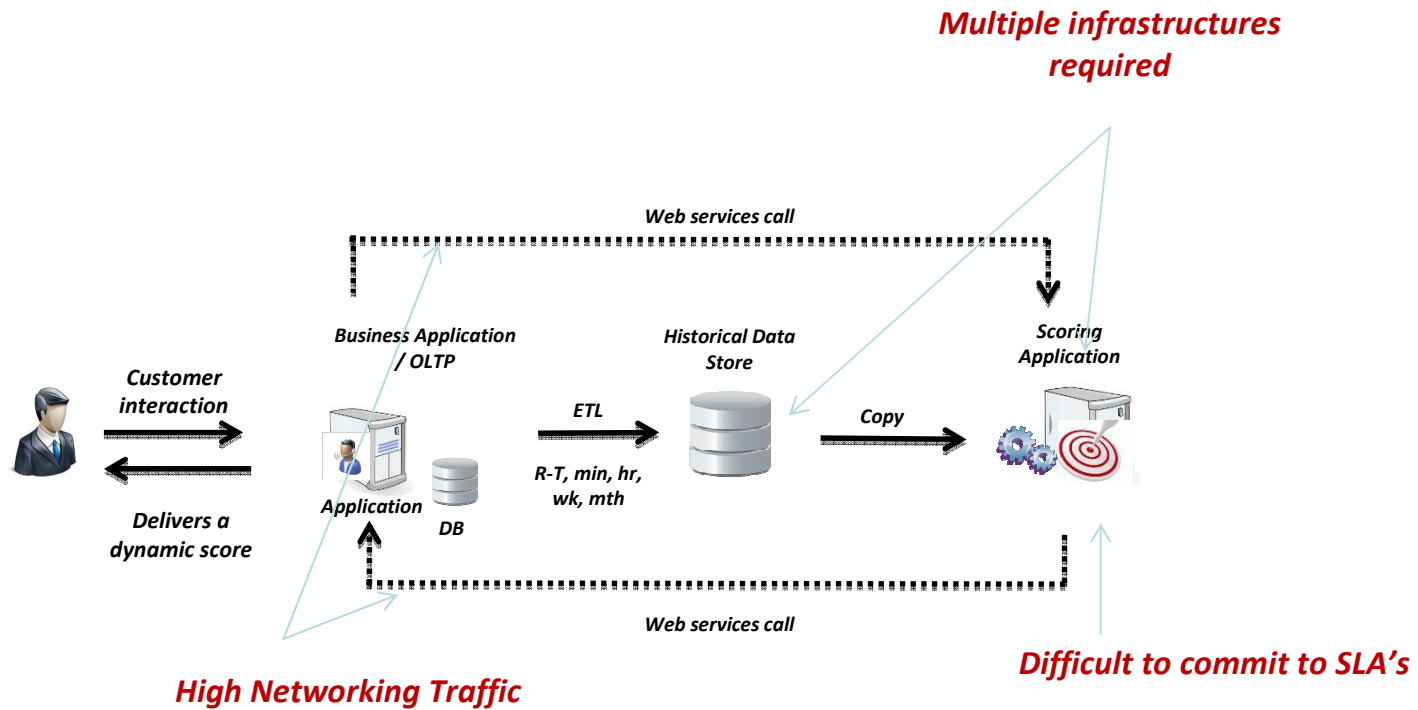 Multiple infrastructures
required
Web services call
Business Application
/ OLTP
Historical Data
Store
Scoring
Application
Customer
interaction
ETL
Copy
R-T, min, hr,
wk, mth
Application
DB
Delivers a
dynamic score
Web services call
Difficult to commit to SLA’s
High Networking Traffic